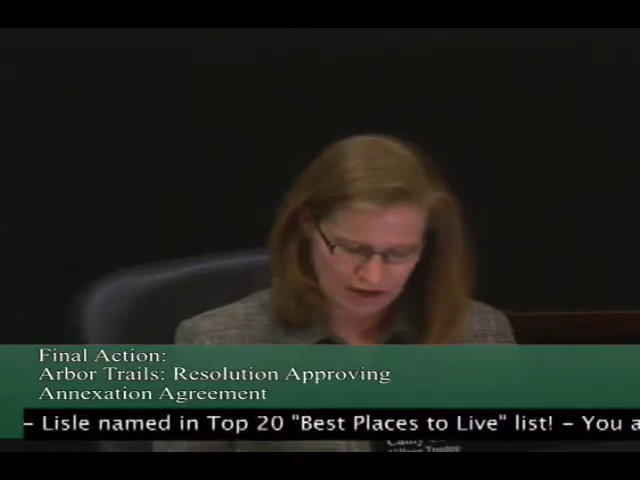 Final Action:
Arbor Trails: Resolution Approving
Annexation Agreement
- Lisle named in Top 20 "Best Places to Live" list! - You a
Trustee